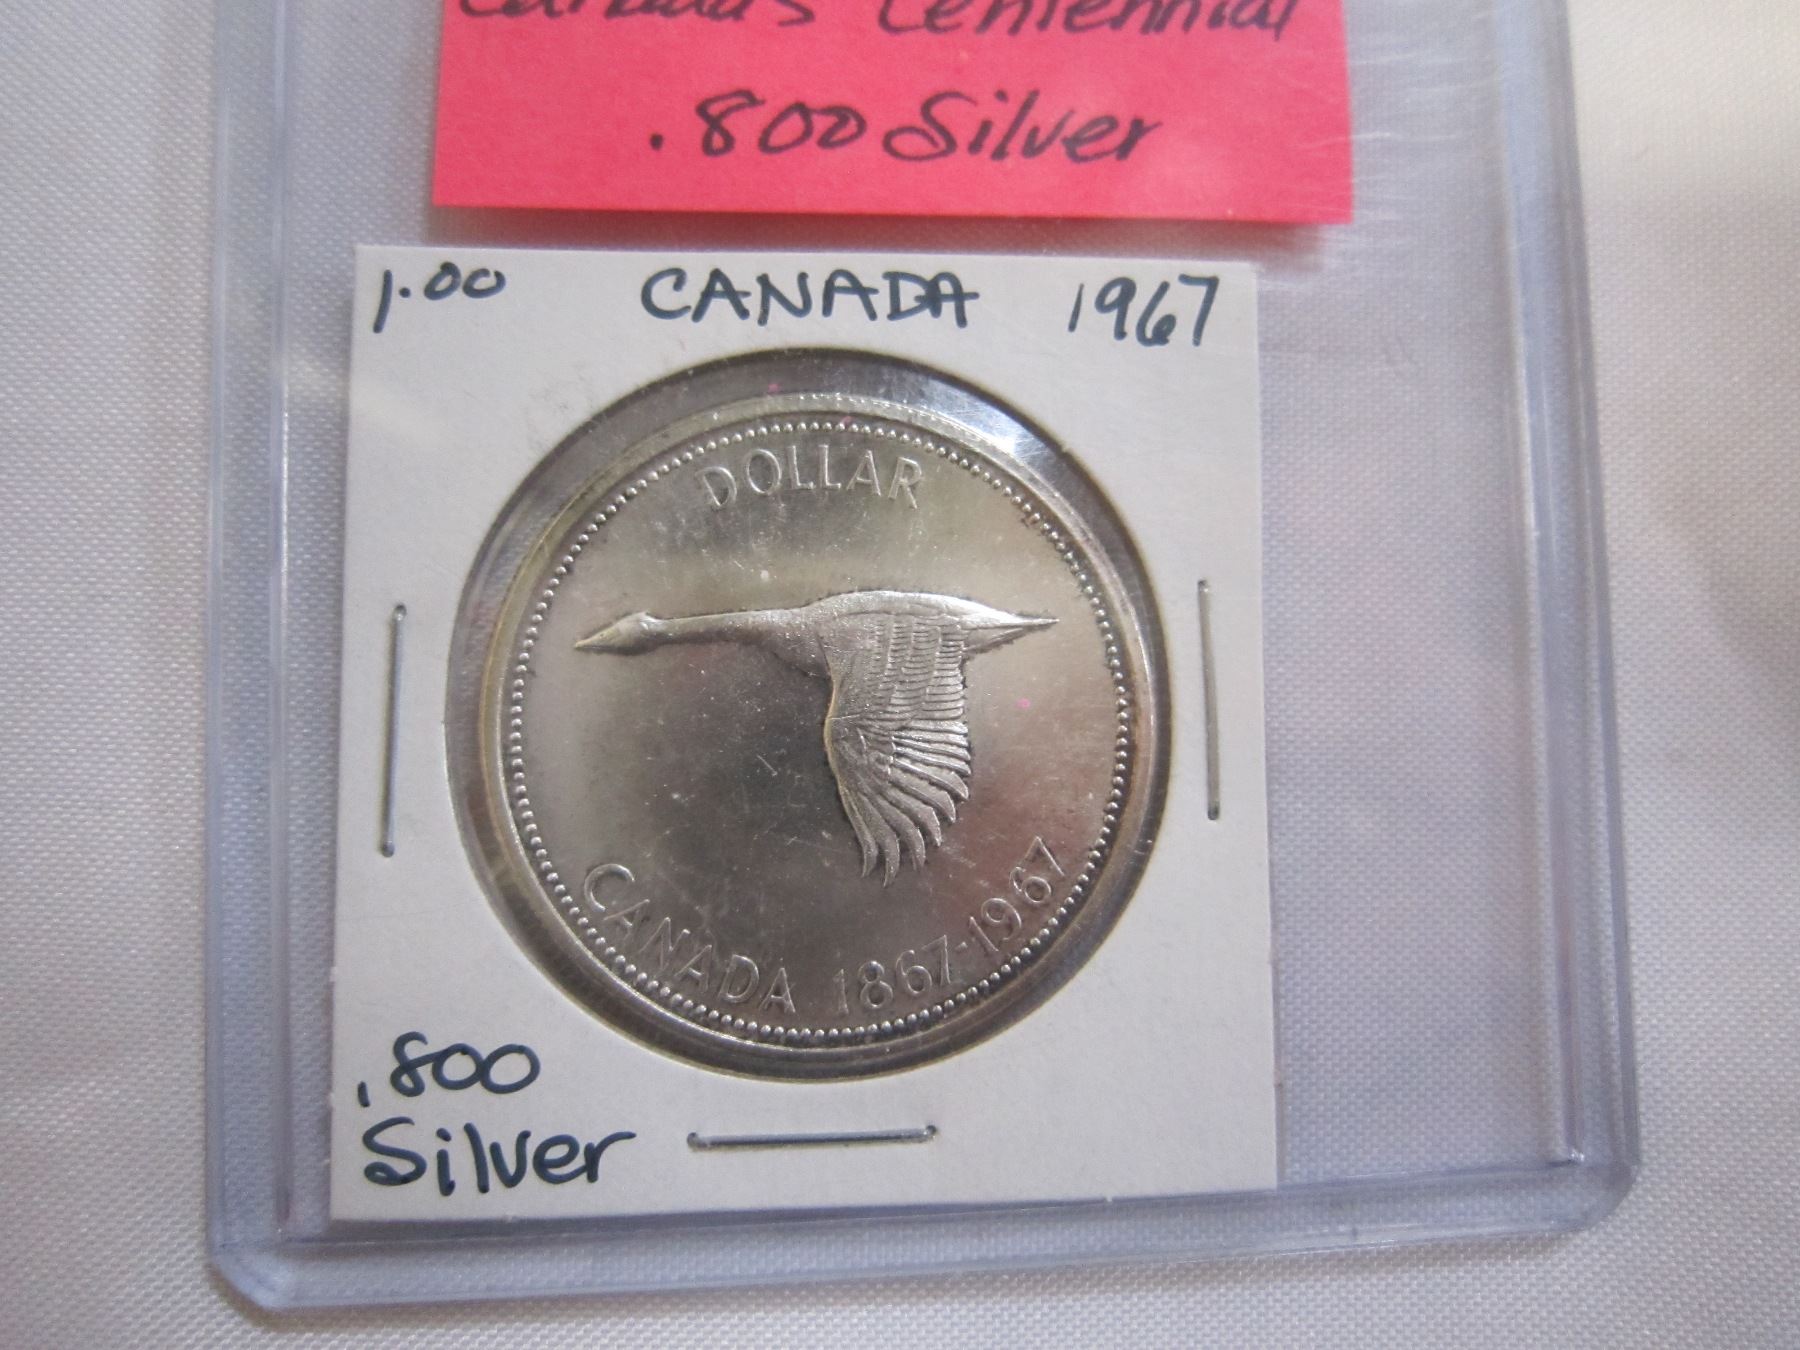 Canada's Centennial
.800 Silver
1.00 CANADA 1967
DOLLAR
CANADA 1867-1967
.800
Silver